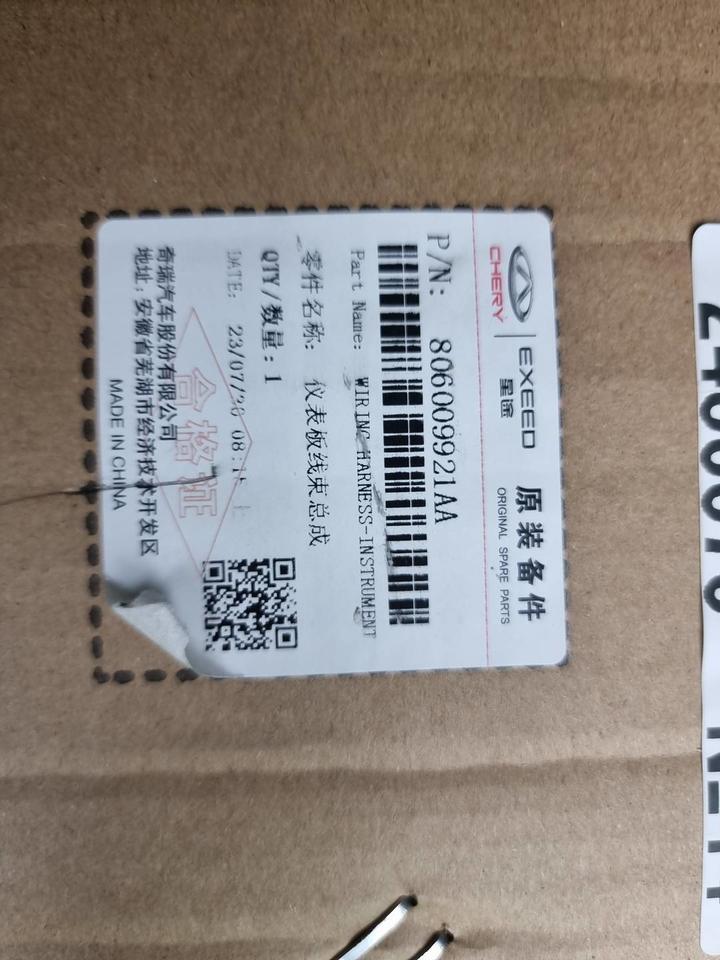 CHERY
EXEED
星途
原装备件
ORIGINAL SPARE PARTS
P/N: 806009921AA
Part Name: WIRING HARNESS-INSTRUMENT
零件名称: 仪表板线束总成
QTY/数量: 1
DATE: 23/07/
合格证
奇瑞汽车股份有限公司
地址: 安徽省芜湖市经济技术开发区
MADE IN CHINA